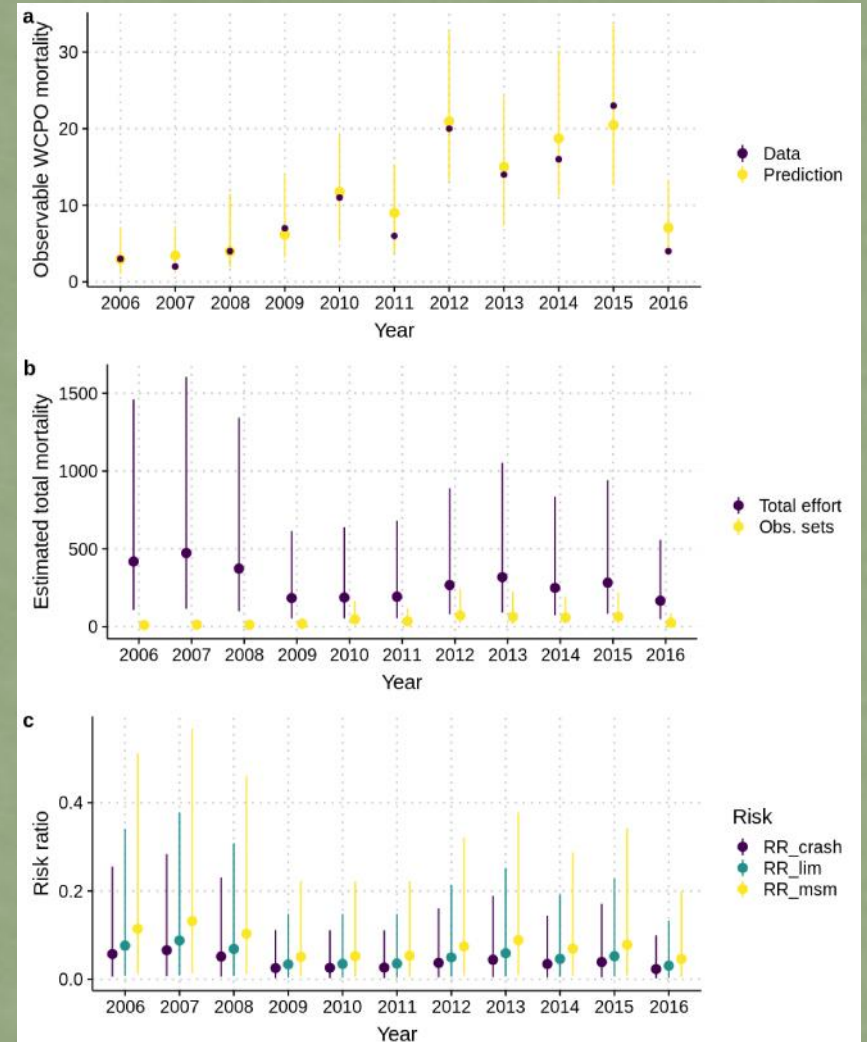 a
Observable WCPO mortality
30
20
10
0
2006 2007 2008 2009 2010 2011 2012 2013 2014 2015 2016
Year
Data
Prediction
b
Estimated total mortality
1500
1000
500
0
2006 2007 2008 2009 2010 2011 2012 2013 2014 2015 2016
Year
Total effort
Obs. sets
c
Risk ratio
0.4
0.2
0.0
2006 2007 2008 2009 2010 2011 2012 2013 2014 2015 2016
Year
Risk
RR_crash
RR_lim
RR_msm